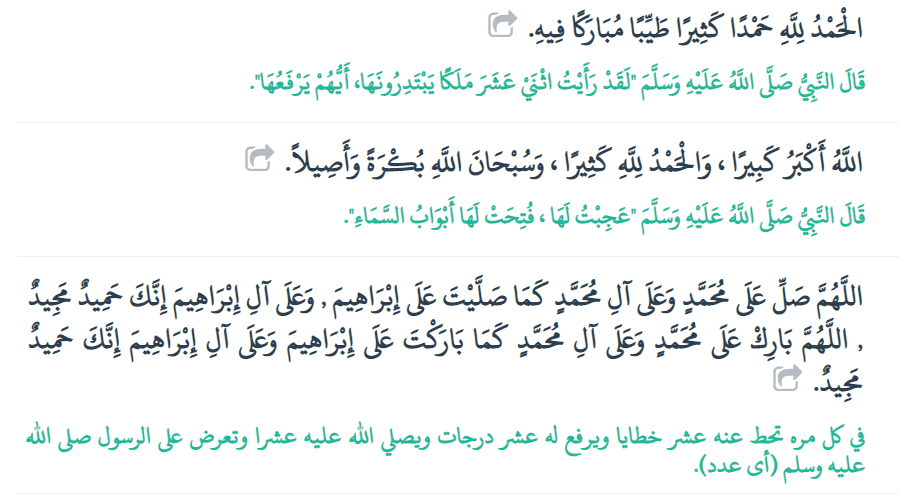 الْحَمْدُ لِلَّهِ حَمْدًا كَثِيرًا طَيِّبًا مُبَارَكًا فِيهِ.
قَالَ النَّبِيُّ صَلَّى اللَّهُ عَلَيْهِ وَسَلَّمَ "لَقَدْ رَأَيْتُ اثْنَيْ عَشَرَ مَلَكًا يَبْتَدِرُونَهَا، أَيُّهُمْ يَرْفَعُهَا".
اللَّهُ أَكْبَرُ كَبِيرًا ، وَالْحَمْدُ لِلَّهِ كَثِيرًا ، وَسُبْحَانَ اللَّهِ بُكْرَةً وَأَصِيلاً.
قَالَ النَّبِيُّ صَلَّى اللَّهُ عَلَيْهِ وَسَلَّمَ "عَجِبْتُ لَهَا ، فُتِحَتْ لَهَا أَبْوَابُ السَّمَاءِ".
اللَّهُمَّ صَلِّ عَلَى مُحَمَّدٍ وَعَلَى آلِ مُحَمَّدٍ كَمَا صَلَّيْتَ عَلَى إِبْرَاهِيمَ , وَعَلَى آلِ إِبْرَاهِيمَ إِنَّكَ حَمِيدٌ مَجِيدٌ
, اللَّهُمَّ بَارِكْ عَلَى مُحَمَّدٍ وَعَلَى آلِ مُحَمَّدٍ كَمَا بَارَكْتَ عَلَى إِبْرَاهِيمَ وَعَلَى آلِ إِبْرَاهِيمَ إِنَّكَ حَمِيدٌ
مَجِيدٌ.
في كل مره تحط عنه عشر خطايا ويرفع له عشر درجات ويصلي الله عليه عشرا وتعرض على الرسول صلى الله
عليه وسلم (أى عدد).